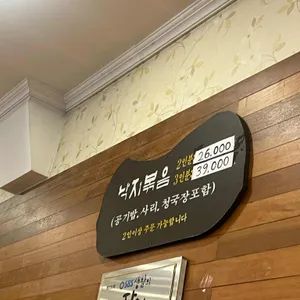 낙지볶음 2인분 26,000
3인분 39,000
(공기밥, 사리, 청국장포함)
2인이상 주문 가능합니다